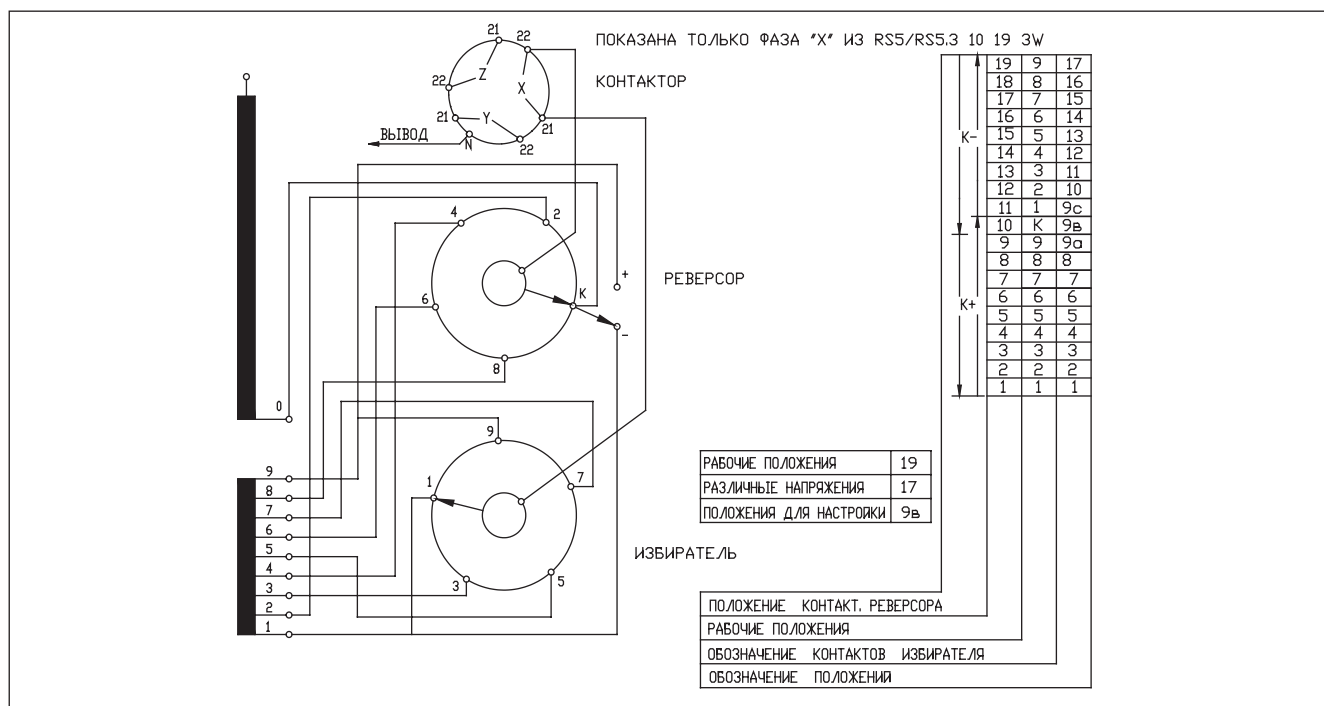 ПОКАЗАНА ТОЛЬКО ФАЗА "X" ИЗ RS5/RS5.3 10 19 3W
21
22
22
Z
X
КОНТАКТОР
21
Y
21
N
22
ВЫВОД
4
2
+
РЕВЕРСОР
K
6
-
8
0
9
7
1
3
5
ИЗБИРАТЕЛЬ
9
8
7
6
5
4
3
2
1
K-
K+
19 9 17
18 8 16
17 7 15
16 6 14
15 5 13
14 4 12
13 3 11
12 2 10
11 1 9c
10 K 9в
9 9 9a
8 8 8
7 7 7
6 6 6
5 5 5
4 4 4
3 3 3
2 2 2
1 1 1
РАБОЧИЕ ПОЛОЖЕНИЯ 19
РАЗЛИЧНЫЕ НАПРЯЖЕНИЯ 17
ПОЛОЖЕНИЯ ДЛЯ НАСТРОЙКИ 9в
ПОЛОЖЕНИЕ КОНТАКТ. РЕВЕРСОРА
РАБОЧИЕ ПОЛОЖЕНИЯ
ОБОЗНАЧЕНИЕ КОНТАКТОВ ИЗБИРАТЕЛЯ
ОБОЗНАЧЕНИЕ ПОЛОЖЕНИЙ